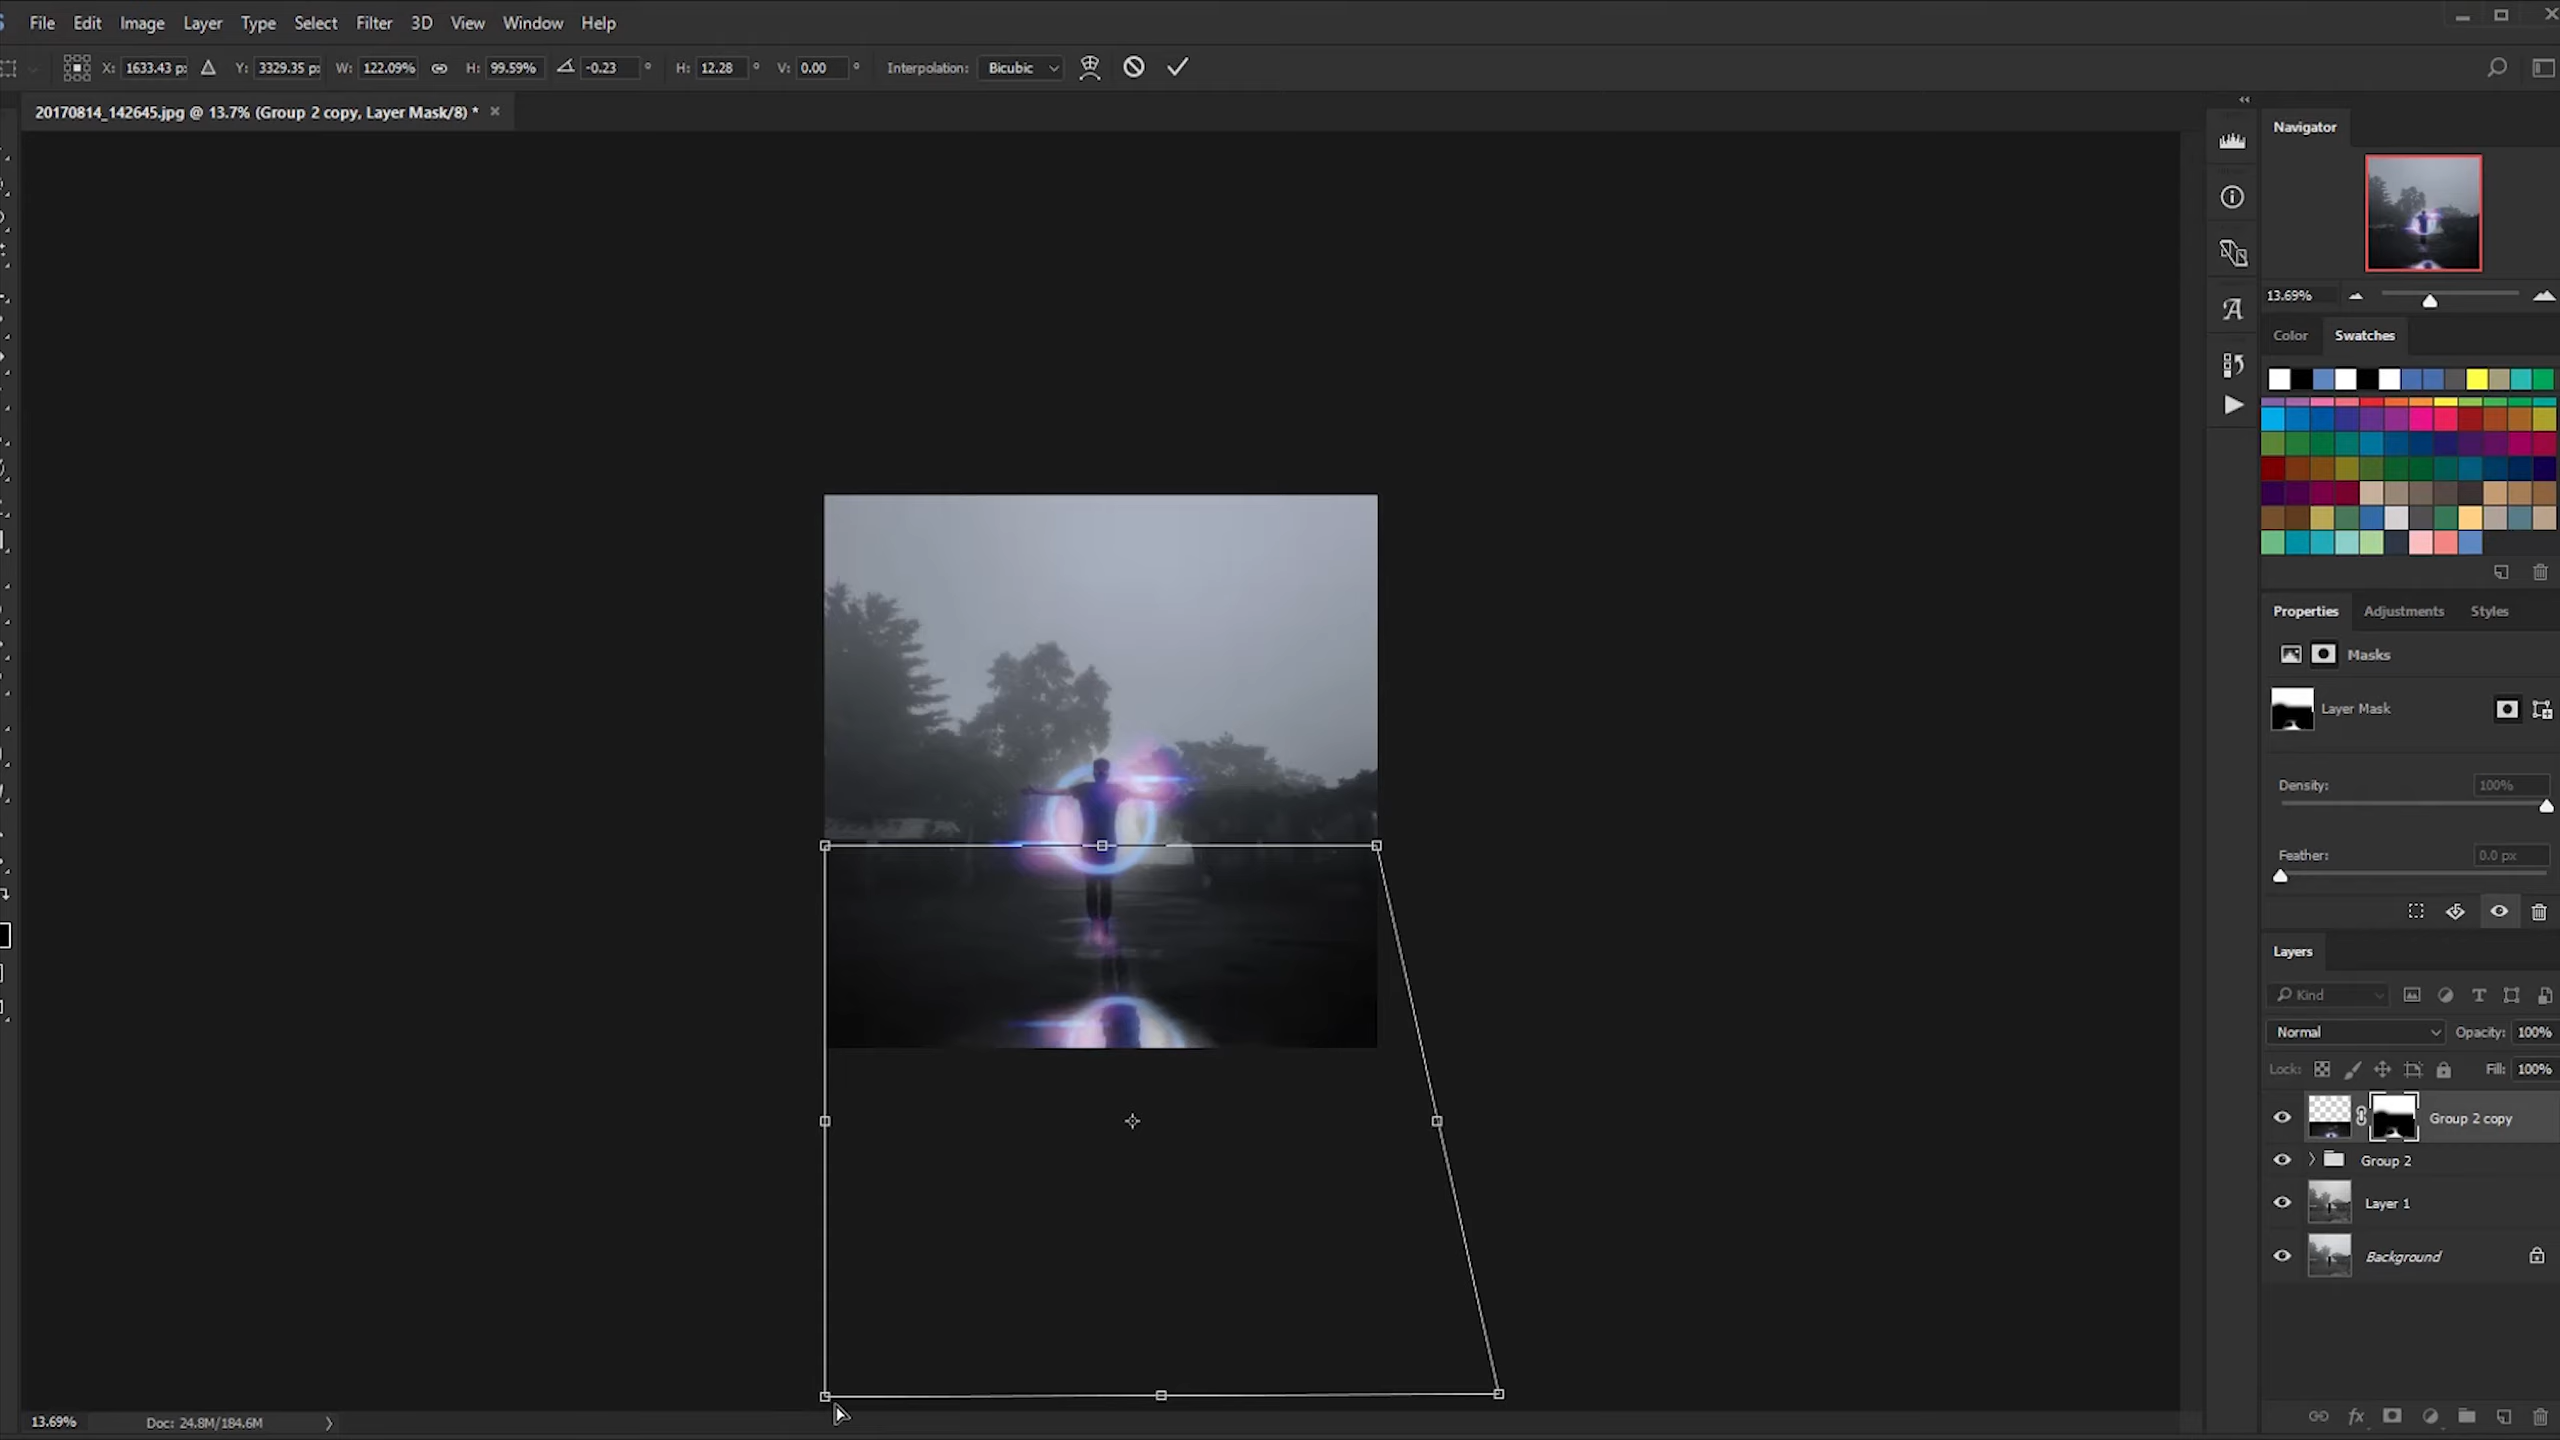 File Edit Image Layer Type Select Filter 3D View Window Help
X: 1633.43 p: Y: 3329.35 p: W: 122.09% H: 99.59% -0.23 ° H: 12.28 ° V: 0.00 ° Interpolation: Bicubic
20170814_142645.jpg @ 13.7% (Group 2 copy, Layer Mask/8) *
Navigator
13.69%
Color Swatches
Properties Adjustments Styles
Masks
Layer Mask
Density: 100%
Feather: 0.0 px
Layers
Kind
Normal Opacity: 100%
Lock: Fill: 100%
Group 2 copy
Group 2
Layer 1
Background
13.69% Doc: 24.8M/184.6M
fx